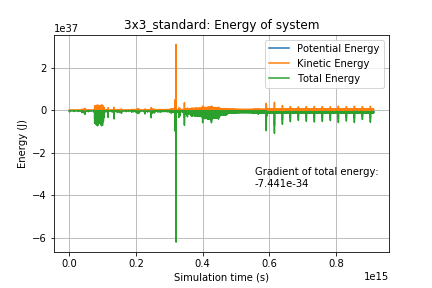 3x3_standard: Energy of system
1e37
Potential Energy
Kinetic Energy
Total Energy
2
0
−2
−4
−6
Energy (J)
Gradient of total energy:
-7.441e-34
0.0 0.2 0.4 0.6 0.8
Simulation time (s)
1e15